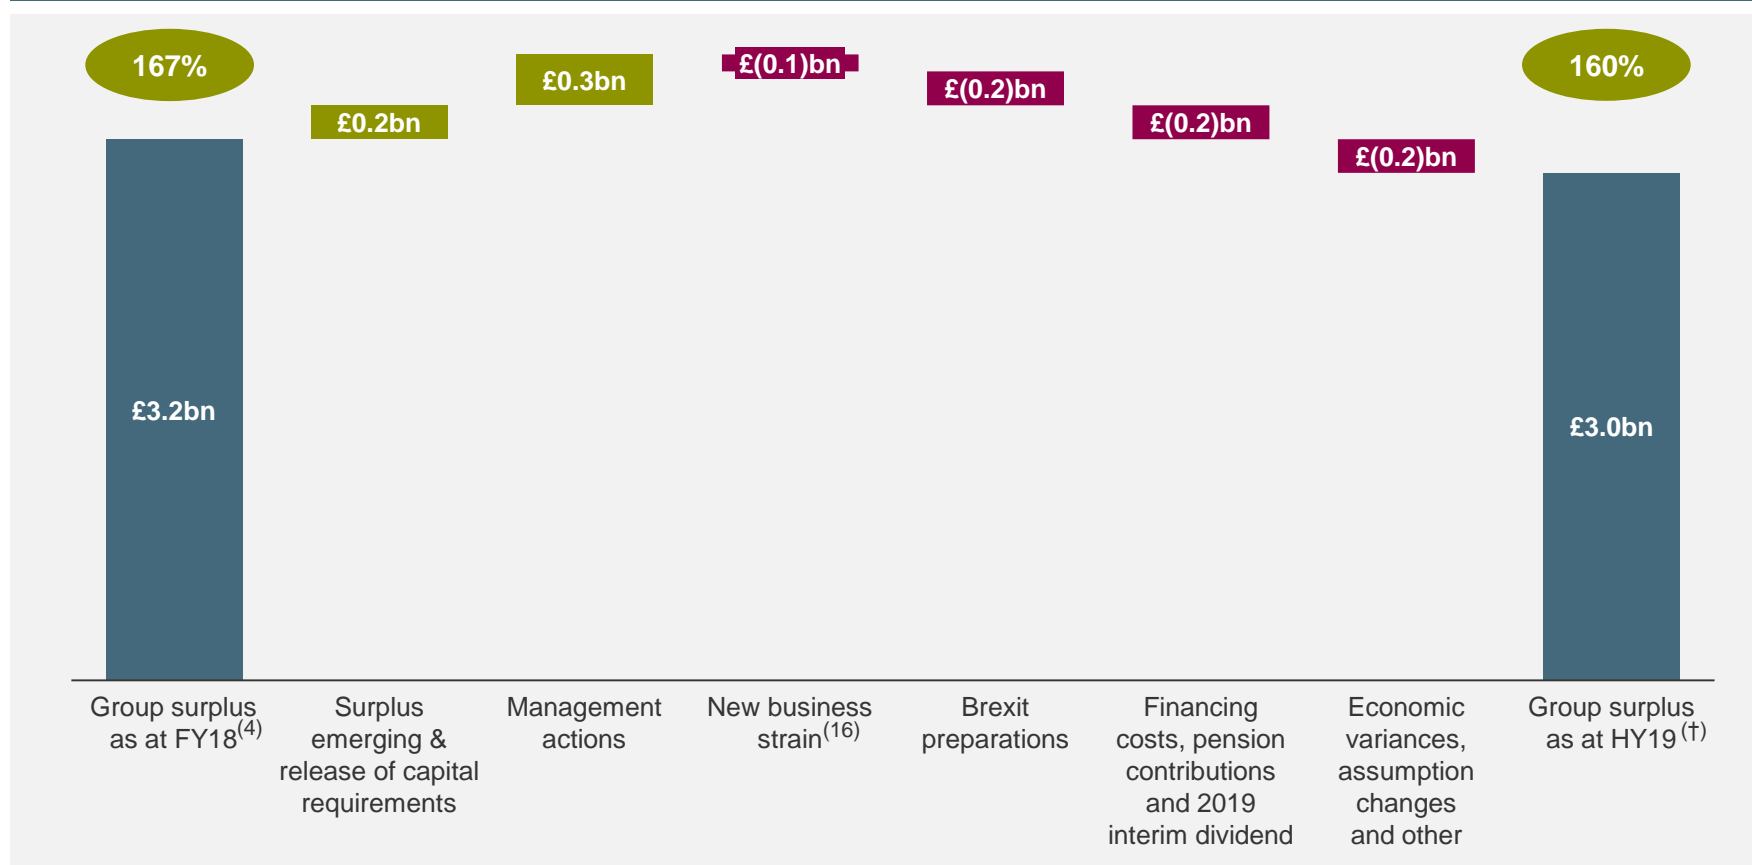 167%
160%
£3.2bn
£0.2bn
£0.3bn
£(0.1)bn
£(0.2)bn
£(0.2)bn
£(0.2)bn
£3.0bn
Group surplus
as at FY18(4)
Surplus
emerging &
release of capital
requirements
Management
actions
New business
strain(16)
Brexit
preparations
Financing
costs, pension
contributions
and 2019
interim dividend
Economic
variances,
assumption
changes
and other
Group surplus
as at HY19 (†)